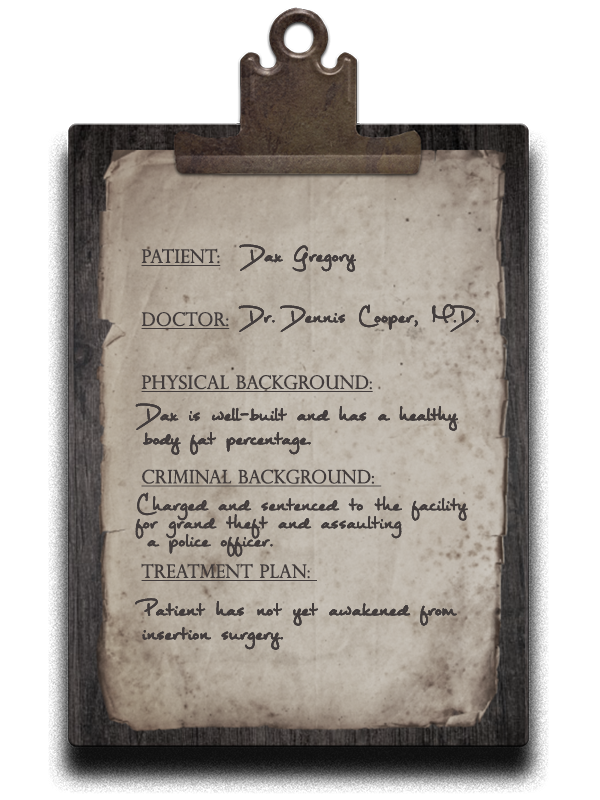 PATIENT: Dax Gregory
DOCTOR: Dr. Dennis Cooper, M.D.
PHYSICAL BACKGROUND:
Dax is well-built and has a healthy
body fat percentage.
CRIMINAL BACKGROUND:
Charged and sentenced to the facility
for grand theft and assaulting
a police officer.
TREATMENT PLAN:
Patient has not yet awakened from
insertion surgery.